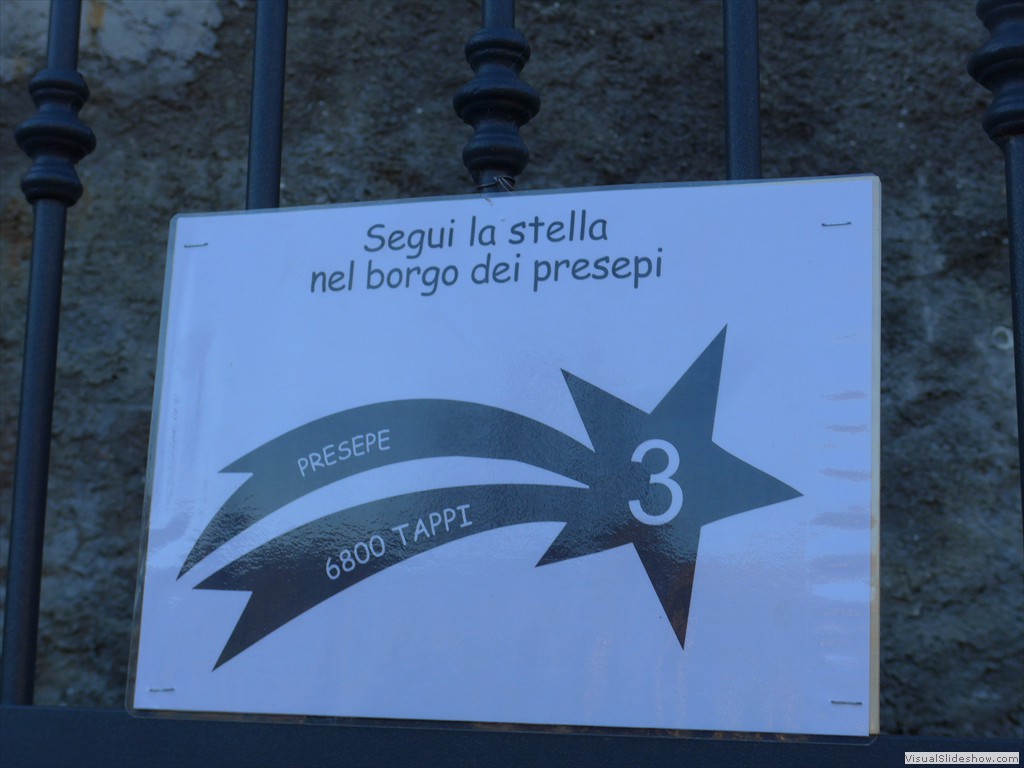 Segui la stella
nel borgo dei presepi
PRESEPE
3
6800 TAPPI
VisualSlideshow.com